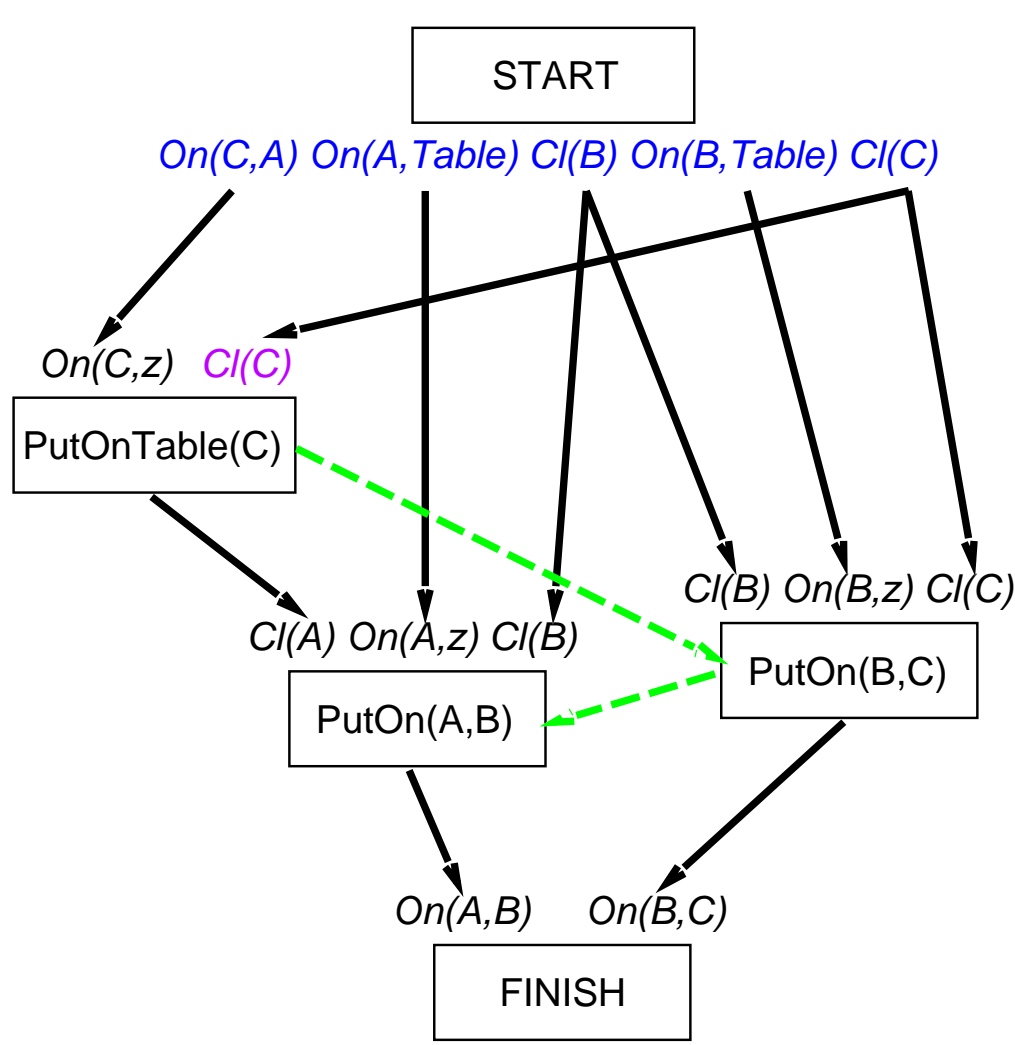 START
On(C,A) On(A,Table) Cl(B) On(B,Table) Cl(C)
On(C,z) Cl(C)
PutOnTable(C)
Cl(B) On(B,z) Cl(C)
Cl(A) On(A,z) Cl(B)
PutOn(B,C)
PutOn(A,B)
On(A,B) On(B,C)
FINISH